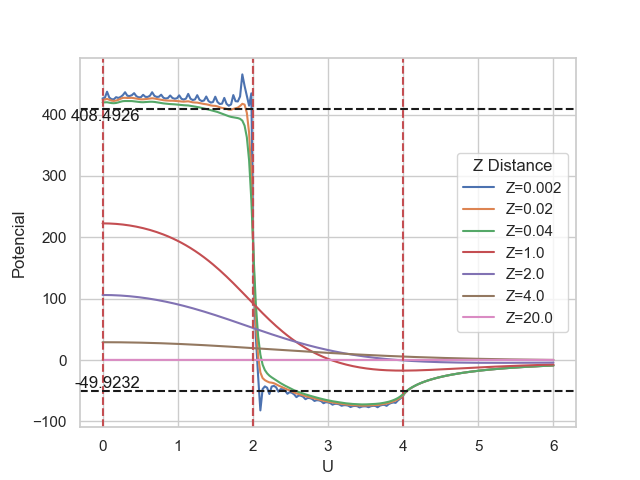 400
300
200
100
0
−100
408.4926
-49.9232
Potencial
Z Distance
Z=0.002
Z=0.02
Z=0.04
Z=1.0
Z=2.0
Z=4.0
Z=20.0
0 1 2 3 4 5 6
U